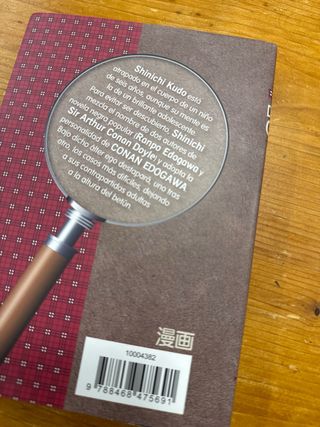 Shinichi Kudo está
atrapado en el cuerpo de un niño
de seis años, aunque su mente es
la de un brillante adolescente.
Para evitar ser descubierto, Shinichi
mezcla el nombre de dos autores de
novela negra popular (Ranpo Edogawa y
Sir Arthur Conan Doyle) y adopta la
personalidad de CONAN EDOGAWA.
Bajo dicho álter ego destapará, uno tras
otro, los casos más difíciles, dejando
a sus contrapartidas adultas
a la altura del betún.
漫画
10004382
9 788468 475691